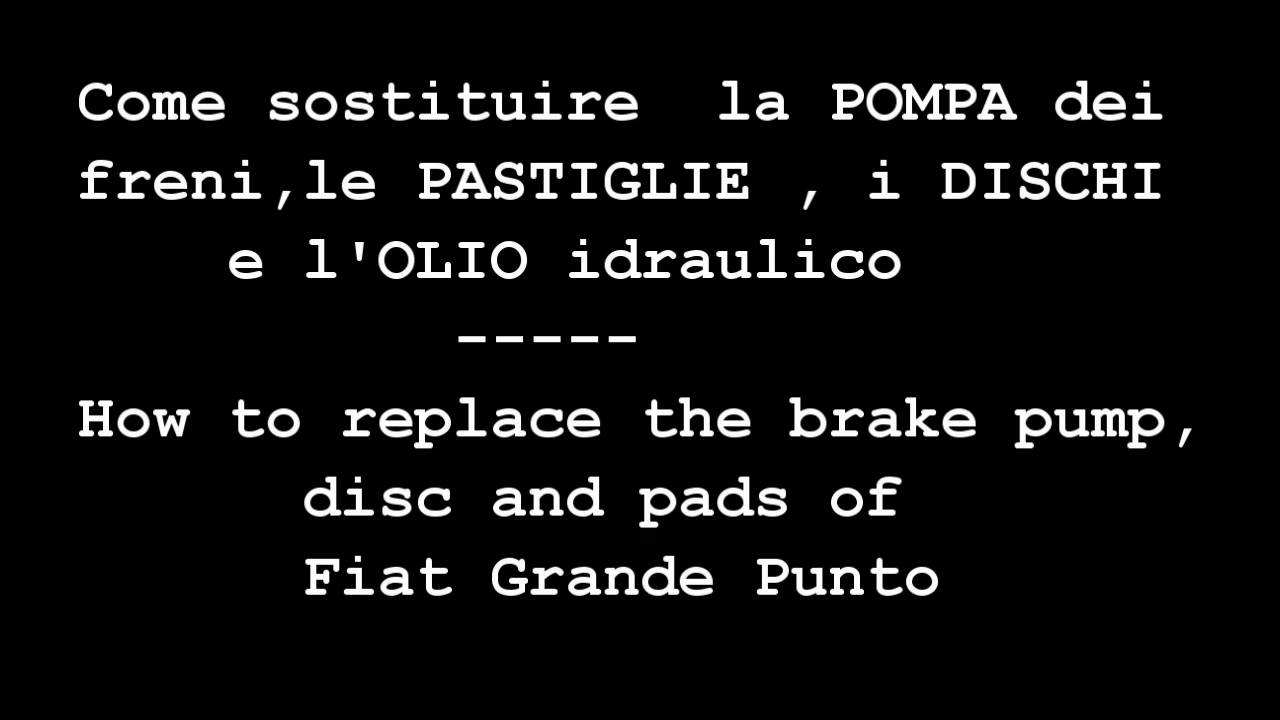 Come sostituire la POMPA dei
freni,le PASTIGLIE , i DISCHI
e l'OLIO idraulico
-----
How to replace the brake pump,
disc and pads of
Fiat Grande Punto